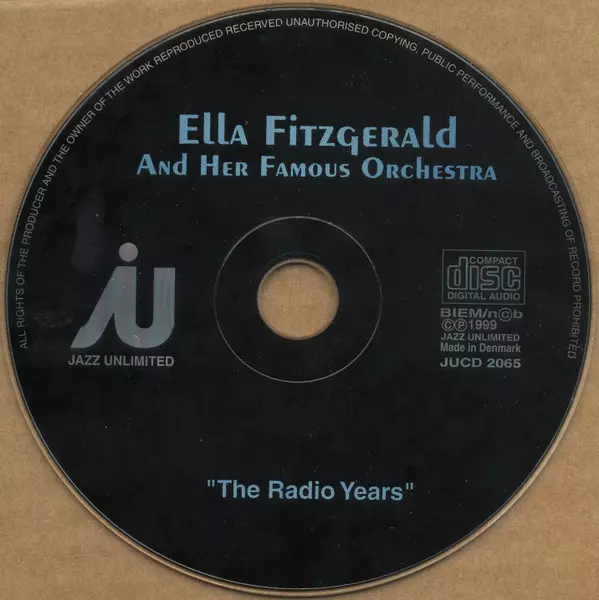 ALL RIGHTS OF THE PRODUCER AND THE OWNER OF THE WORK REPRODUCED RECERVED UNAUTHORISED COPYING, PUBLIC PERFORMANCE AND BROADCASTING OF RECORD PROHIBITED
ELLA FITZGERALD
AND HER FAMOUS ORCHESTRA
JU
JAZZ UNLIMITED
COMPACT
disc
DIGITAL AUDIO
BIEM/n©b
©℗1999
JAZZ UNLIMITED
Made in Denmark
JUCD 2065
"The Radio Years"